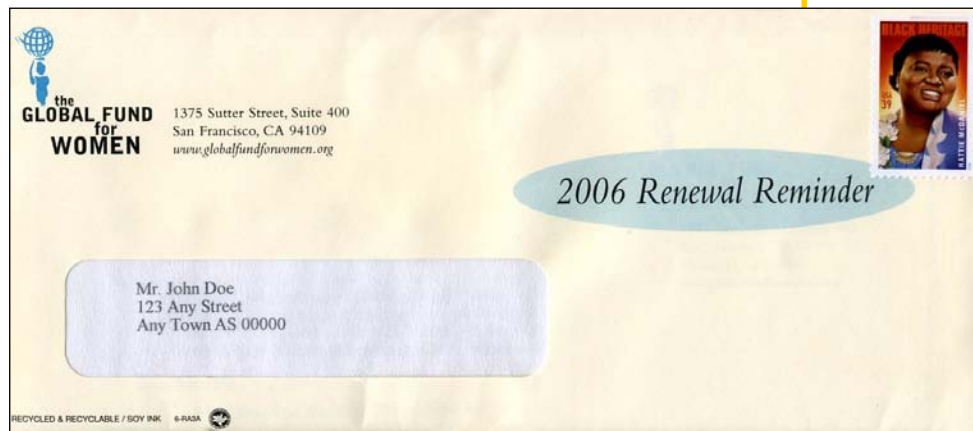 the
GLOBAL FUND
for
WOMEN
1375 Sutter Street, Suite 400
San Francisco, CA 94109
www.globalfundforwomen.org
BLACK HERITAGE
USA
39
HATTIE McDANIEL
2006 Renewal Reminder
Mr. John Doe
123 Any Street
Any Town AS 00000
RECYCLED & RECYCLABLE / SOY INK 6-RA3A